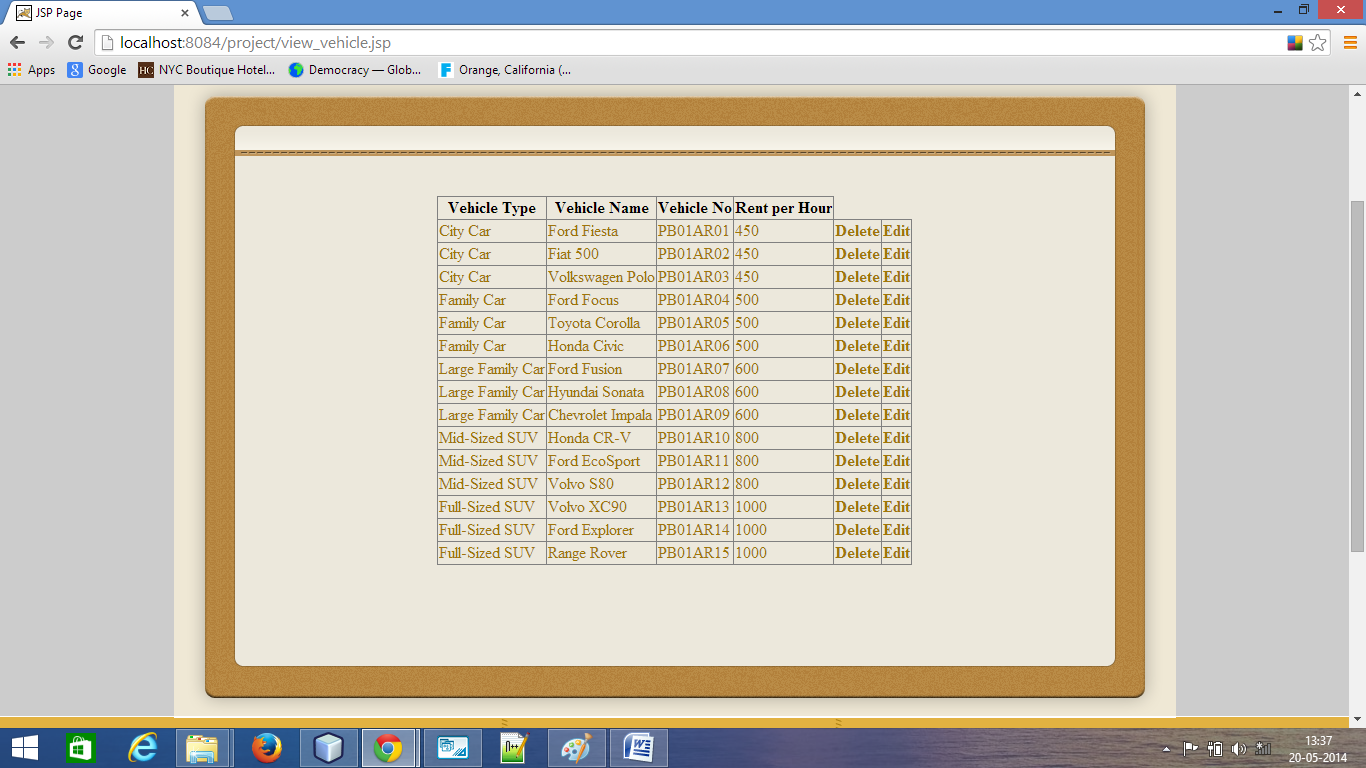 JSP Page
localhost:8084/project/view_vehicle.jsp
Apps Google HC NYC Boutique Hotel... Democracy — Glob... Orange, California (...
Vehicle Type Vehicle Name Vehicle No Rent per Hour
City Car Ford Fiesta PB01AR01 450 Delete Edit
City Car Fiat 500 PB01AR02 450 Delete Edit
City Car Volkswagen Polo PB01AR03 450 Delete Edit
Family Car Ford Focus PB01AR04 500 Delete Edit
Family Car Toyota Corolla PB01AR05 500 Delete Edit
Family Car Honda Civic PB01AR06 500 Delete Edit
Large Family Car Ford Fusion PB01AR07 600 Delete Edit
Large Family Car Hyundai Sonata PB01AR08 600 Delete Edit
Large Family Car Chevrolet Impala PB01AR09 600 Delete Edit
Mid-Sized SUV Honda CR-V PB01AR10 800 Delete Edit
Mid-Sized SUV Ford EcoSport PB01AR11 800 Delete Edit
Mid-Sized SUV Volvo S80 PB01AR12 800 Delete Edit
Full-Sized SUV Volvo XC90 PB01AR13 1000 Delete Edit
Full-Sized SUV Ford Explorer PB01AR14 1000 Delete Edit
Full-Sized SUV Range Rover PB01AR15 1000 Delete Edit
13:37
20-05-2014